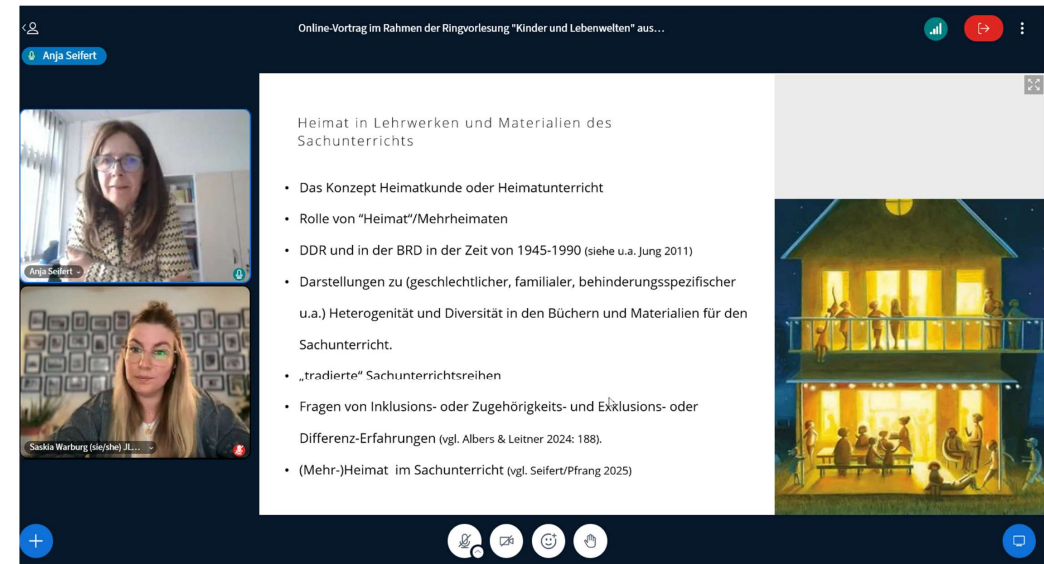 Online-Vortrag im Rahmen der Ringvorlesung "Kinder und Lebenwelten" aus...
Anja Seifert
Anja Seifert
Saskia Warburg (sie/she) JL...
Heimat in Lehrwerken und Materialien des
Sachunterrichts
• Das Konzept Heimatkunde oder Heimatunterricht
• Rolle von "Heimat"/Mehrheimaten
• DDR und in der BRD in der Zeit von 1945-1990 (siehe u.a. Jung 2011)
• Darstellungen zu (geschlechtlicher, familialer, behinderungsspezifischer
u.a.) Heterogenität und Diversität in den Büchern und Materialien für den
Sachunterricht.
• „tradierte" Sachunterrichtsreihen
• Fragen von Inklusions- oder Zugehörigkeits- und Exklusions- oder
Differenz-Erfahrungen (vgl. Albers & Leitner 2024: 188).
• (Mehr-)Heimat im Sachunterricht (vgl. Seifert/Pfrang 2025)